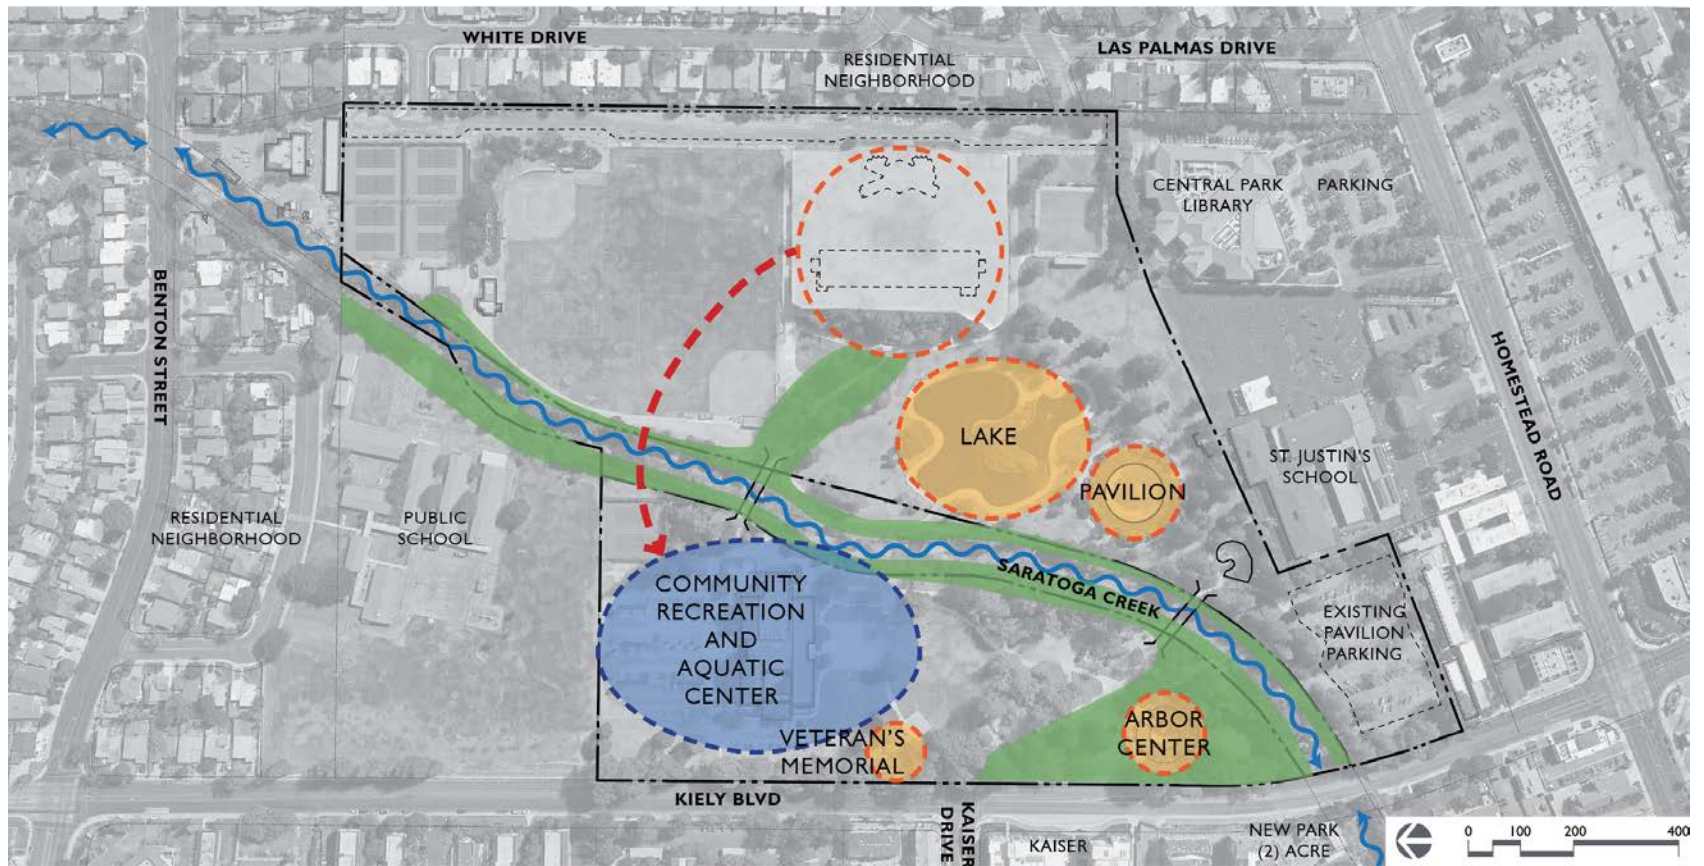 WHITE DRIVE
LAS PALMAS DRIVE
RESIDENTIAL
NEIGHBORHOOD
CENTRAL PARK
LIBRARY
PARKING
BENTON STREET
HOMESTEAD ROAD
LAKE
PAVILION
ST. JUSTIN'S
SCHOOL
RESIDENTIAL
NEIGHBORHOOD
PUBLIC
SCHOOL
SARATOGA CREEK
COMMUNITY
RECREATION
AND
AQUATIC
CENTER
EXISTING
PAVILION
PARKING
VETERAN'S
MEMORIAL
ARBOR
CENTER
KIELY BLVD
KAISER
DRIVE
KAISER
NEW PARK
(2) ACRE
0 100 200 400